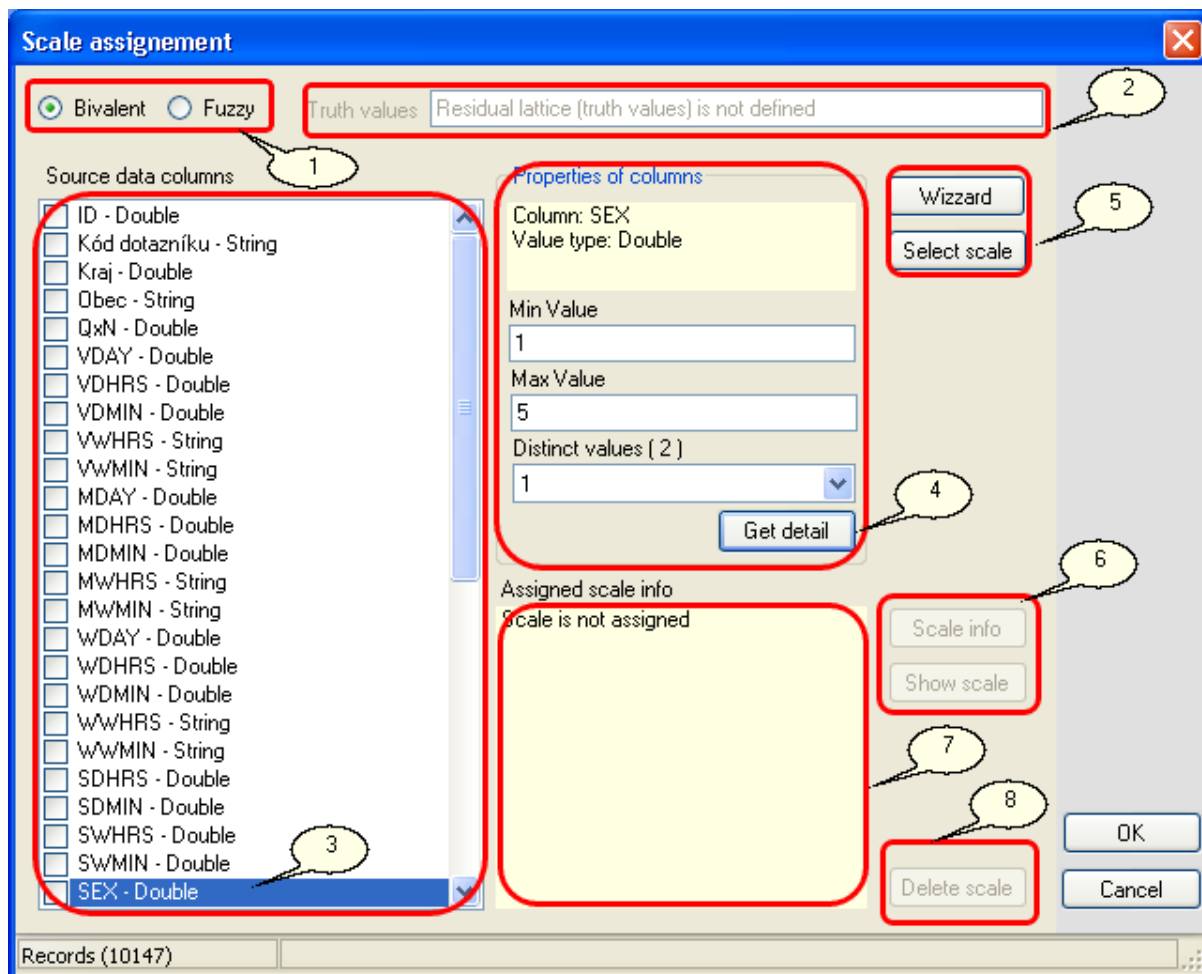 Scale assignement
Bivalent Fuzzy
Truth values Residual lattice (truth values) is not defined
2
1
Source data columns
ID - Double
Kód dotazníku - String
Kraj - Double
Obec - String
QxN - Double
VDAY - Double
VDHRS - Double
VDMIN - Double
VWHRS - String
VWMIN - String
MDAY - Double
MDHRS - Double
MDMIN - Double
MWHRS - String
MWMIN - String
WDAY - Double
WDHRS - Double
WDMIN - Double
WWHRS - String
WWMIN - String
SDHRS - Double
SDMIN - Double
SWHRS - Double
SWMIN - Double
SEX - Double
3
Properties of columns
Column: SEX
Value type: Double
Min Value
1
Max Value
5
Distinct values ( 2 )
1
Get detail
4
Wizzard
Select scale
5
Assigned scale info
Scale is not assigned
6
Scale info
Show scale
7
8
Delete scale
OK
Cancel
Records (10147)